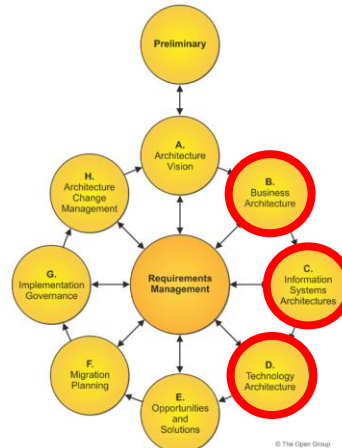 Preliminary
A.
Architecture
Vision
B.
Business
Architecture
C.
Information
Systems
Architectures
D.
Technology
Architecture
E.
Opportunities
and
Solutions
F.
Migration
Planning
G.
Implementation
Governance
H.
Architecture
Change
Management
Requirements
Management
© The Open Group